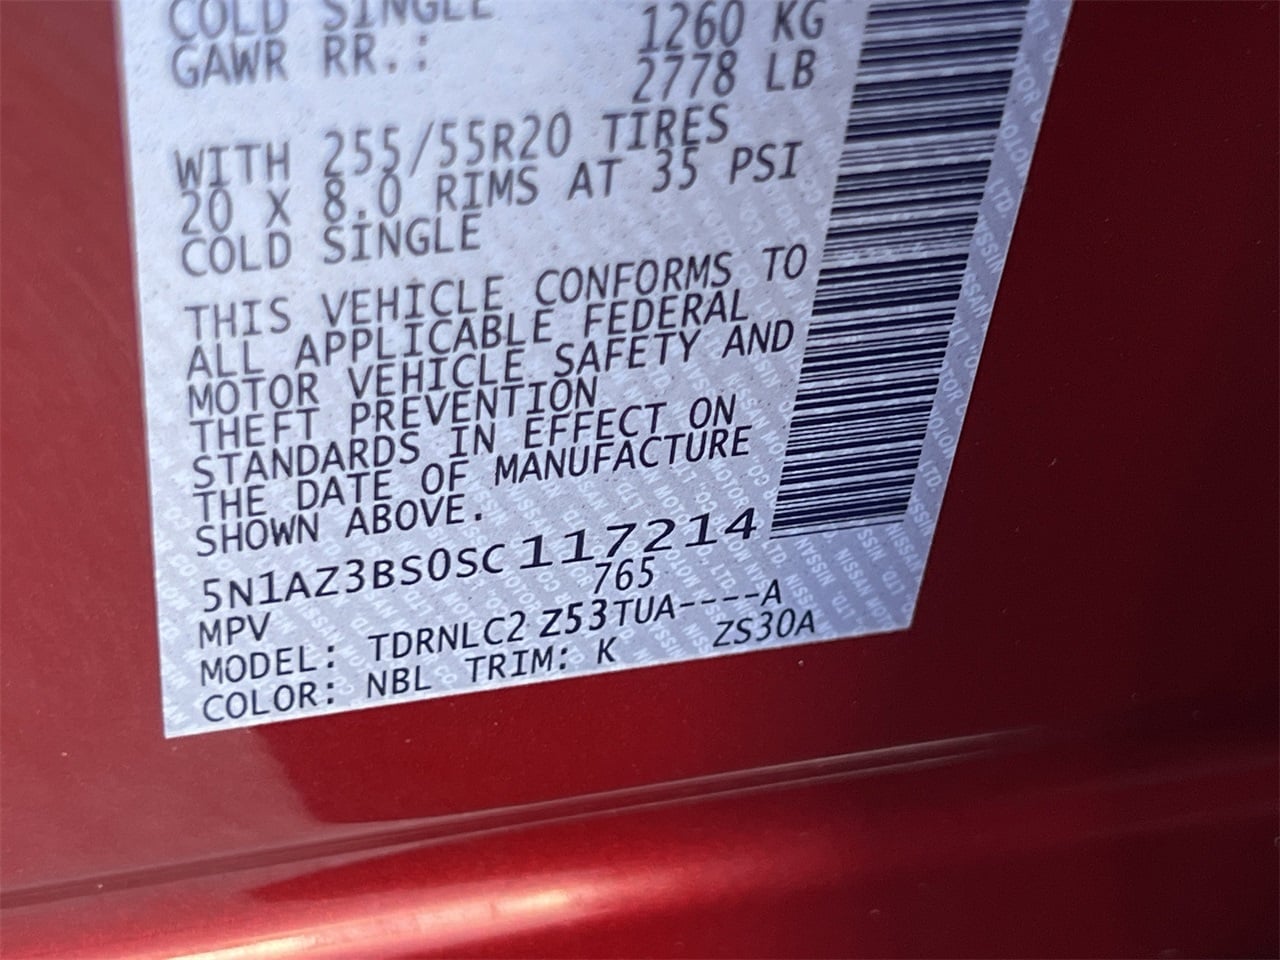 COLD SINGLE
GAWR RR.: 1260 KG
2778 LB
WITH 255/55R20 TIRES
20 X 8.0 RIMS AT 35 PSI
COLD SINGLE
THIS VEHICLE CONFORMS TO
ALL APPLICABLE FEDERAL
MOTOR VEHICLE SAFETY AND
THEFT PREVENTION
STANDARDS IN EFFECT ON
THE DATE OF MANUFACTURE
SHOWN ABOVE.
5N1AZ3BS0SC117214
MPV 765
MODEL: TDRNLC2 Z53TUA----A
COLOR: NBL TRIM: K ZS30A